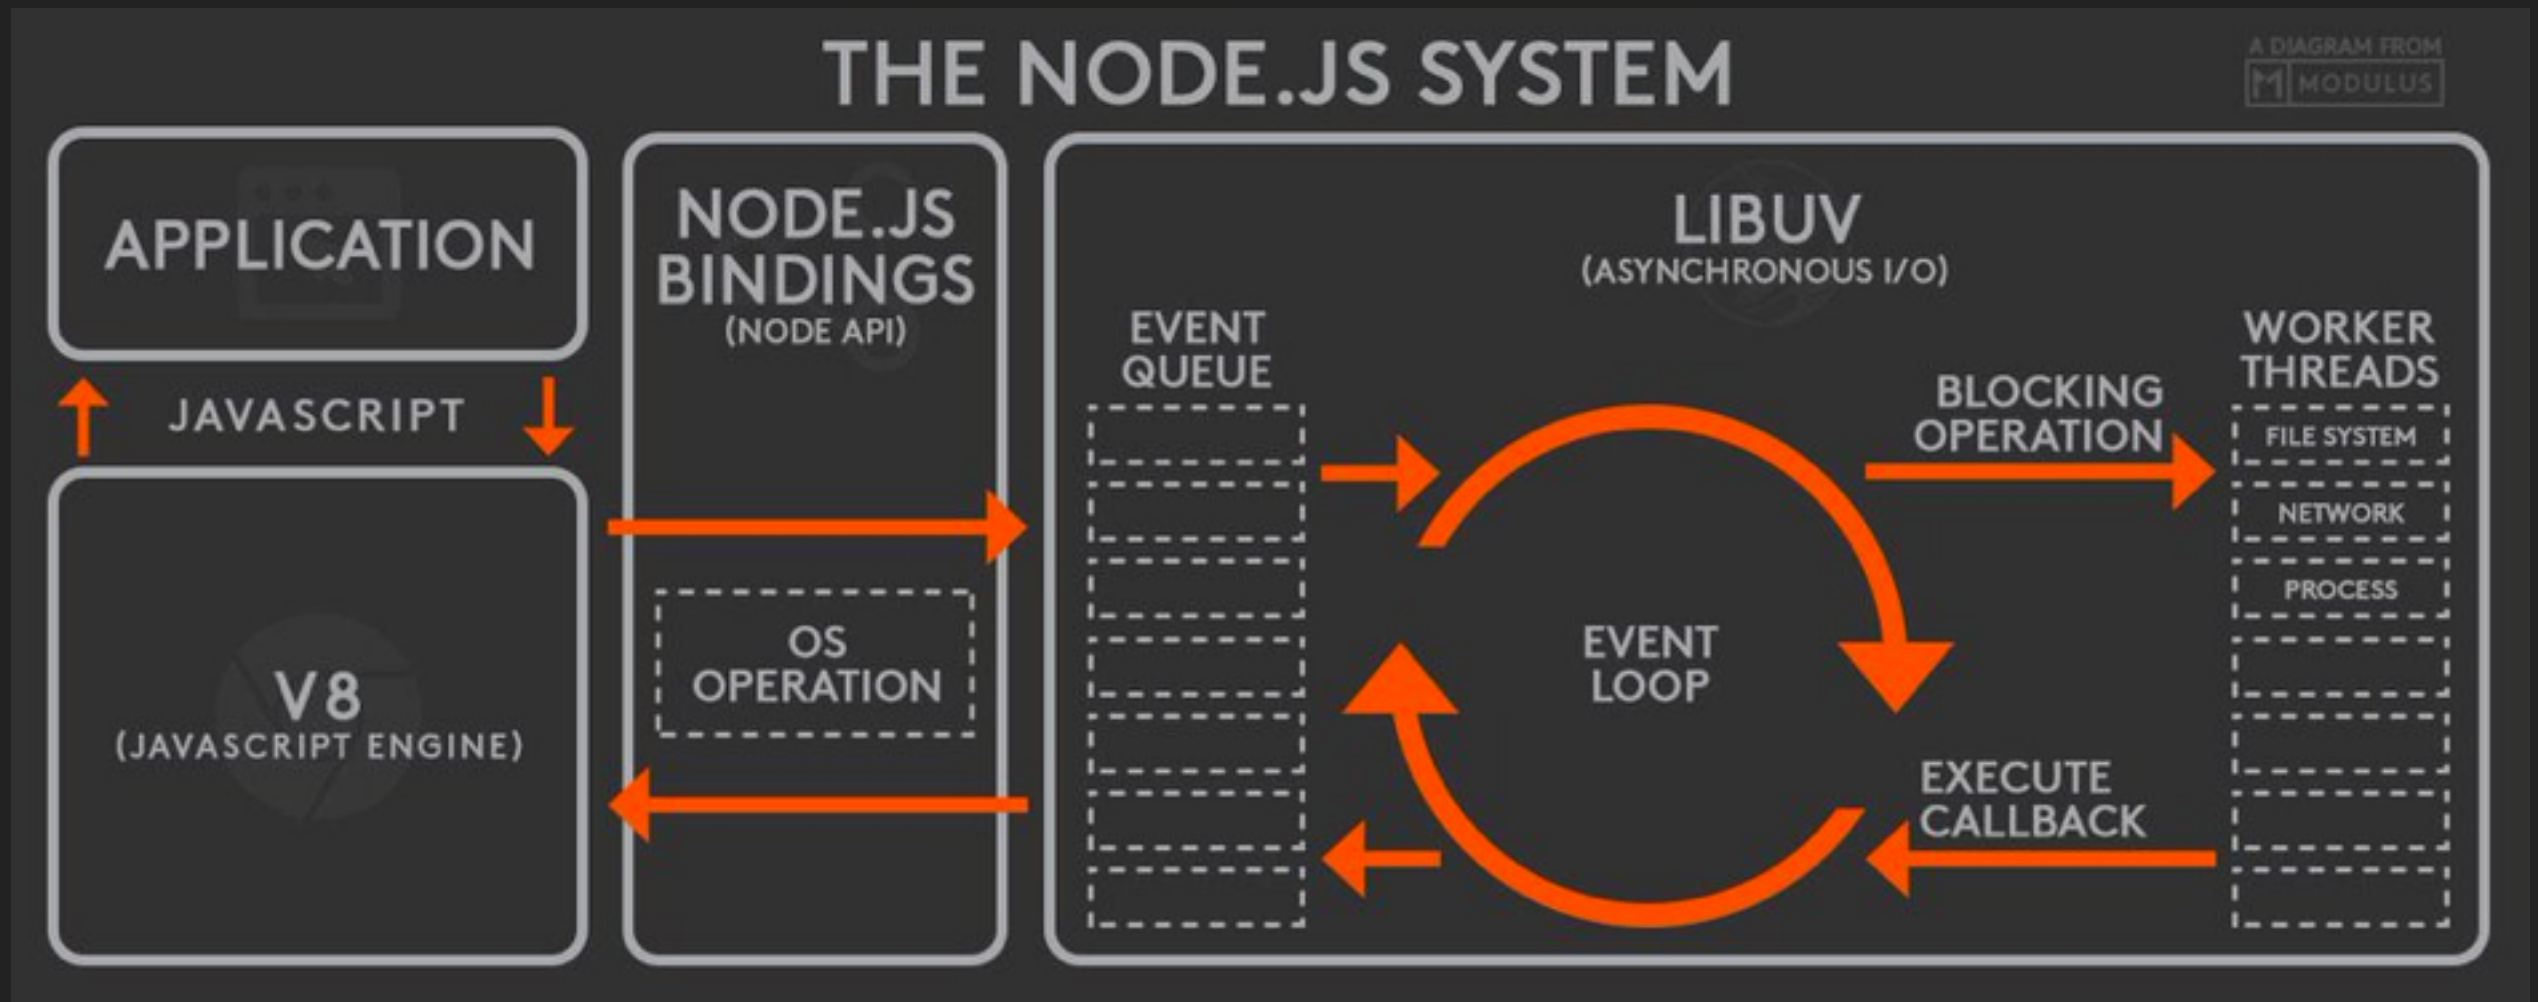 THE NODE.JS SYSTEM
A DIAGRAM FROM
MODULUS
APPLICATION
JAVASCRIPT
V8
(JAVASCRIPT ENGINE)
NODE.JS
BINDINGS
(NODE API)
OS
OPERATION
LIBUV
(ASYNCHRONOUS I/O)
EVENT
QUEUE
EVENT
LOOP
BLOCKING
OPERATION
EXECUTE
CALLBACK
WORKER
THREADS
FILE SYSTEM
NETWORK
PROCESS